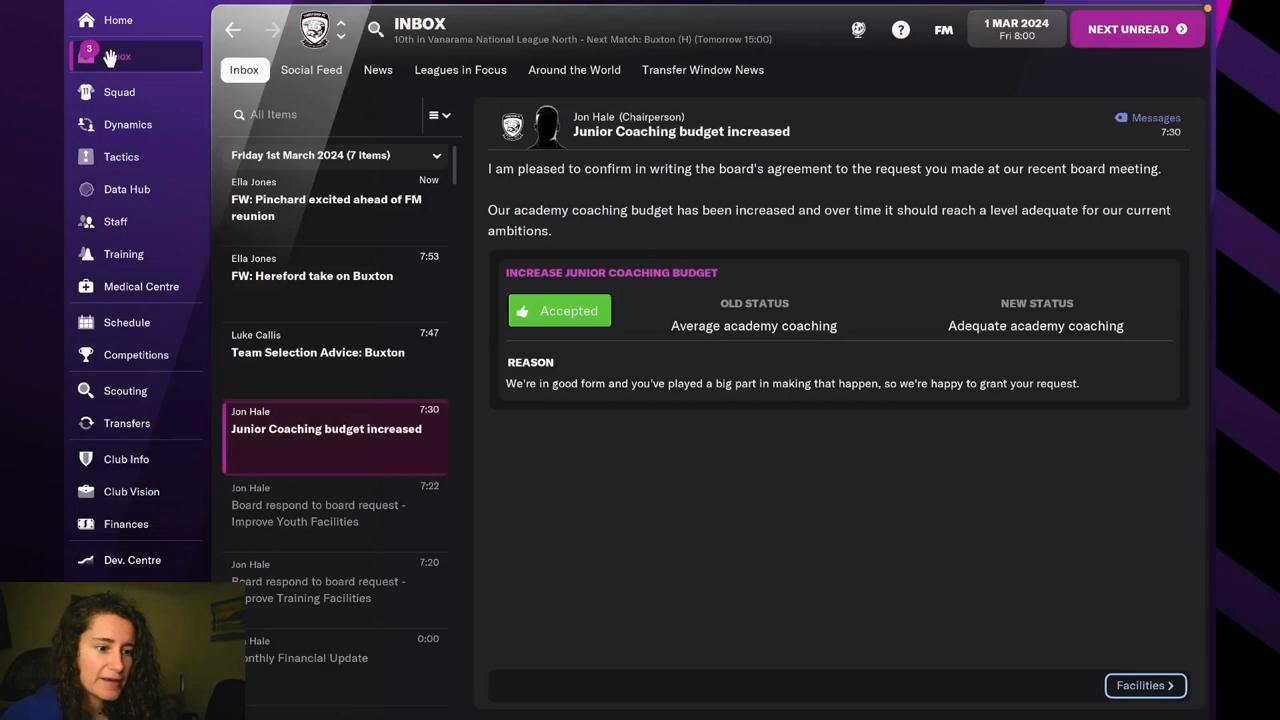 Home
3
Inbox
Squad
Dynamics
Tactics
Data Hub
Staff
Training
Medical Centre
Schedule
Competitions
Scouting
Transfers
Club Info
Club Vision
Finances
Dev. Centre
INBOX
10th in Vanarama National League North - Next Match: Buxton (H) (Tomorrow 15:00)
?
FM
1 MAR 2024
Fri 8:00
NEXT UNREAD
Inbox
Social Feed
News
Leagues in Focus
Around the World
Transfer Window News
All Items
Friday 1st March 2024 (7 Items)
Ella Jones
Now
FW: Pinchard excited ahead of FM
reunion
Ella Jones
7:53
FW: Hereford take on Buxton
Luke Callis
7:47
Team Selection Advice: Buxton
Jon Hale
7:30
Junior Coaching budget increased
Jon Hale
7:22
Board respond to board request -
Improve Youth Facilities
Jon Hale
7:20
Board respond to board request -
Improve Training Facilities
Hale
0:00
Monthly Financial Update
Jon Hale (Chairperson)
Junior Coaching budget increased
Messages
7:30
I am pleased to confirm in writing the board's agreement to the request you made at our recent board meeting.
Our academy coaching budget has been increased and over time it should reach a level adequate for our current
ambitions.
INCREASE JUNIOR COACHING BUDGET
Accepted
OLD STATUS
Average academy coaching
NEW STATUS
Adequate academy coaching
REASON
We're in good form and you've played a big part in making that happen, so we're happy to grant your request.
Facilities >